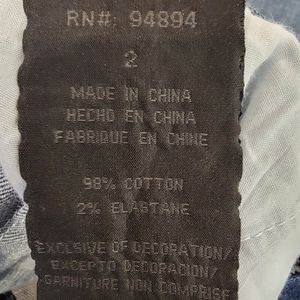 RN#: 94894
2
MADE IN CHINA
HECHO EN CHINA
FABRIQUE EN CHINE
98% COTTON
2% ELASTANE
EXCLSIVE OF DECORATION/
EXCEPTO DECORACION/
GARNITURE NON COMPRISE